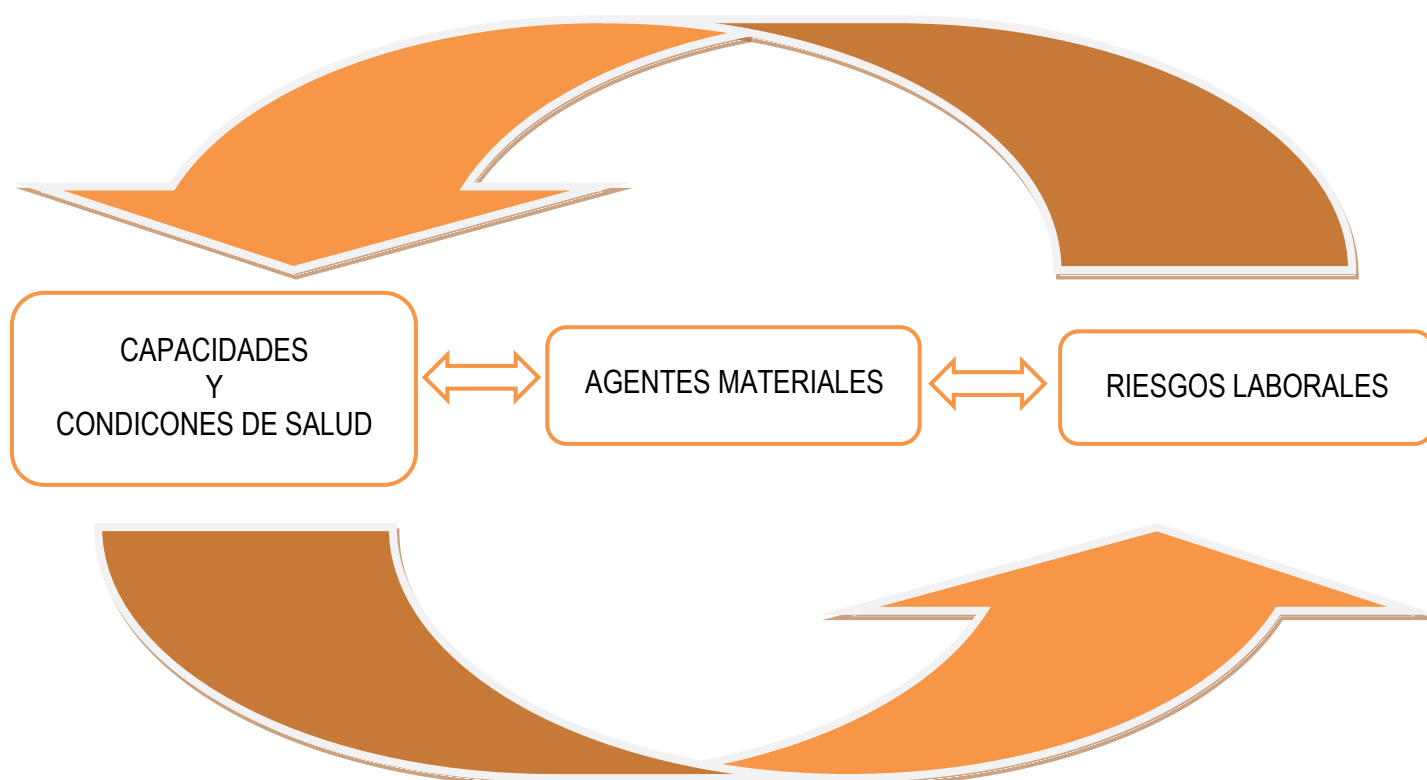 CAPACIDADES
Y
CONDICONES DE SALUD
AGENTES MATERIALES
RIESGOS LABORALES